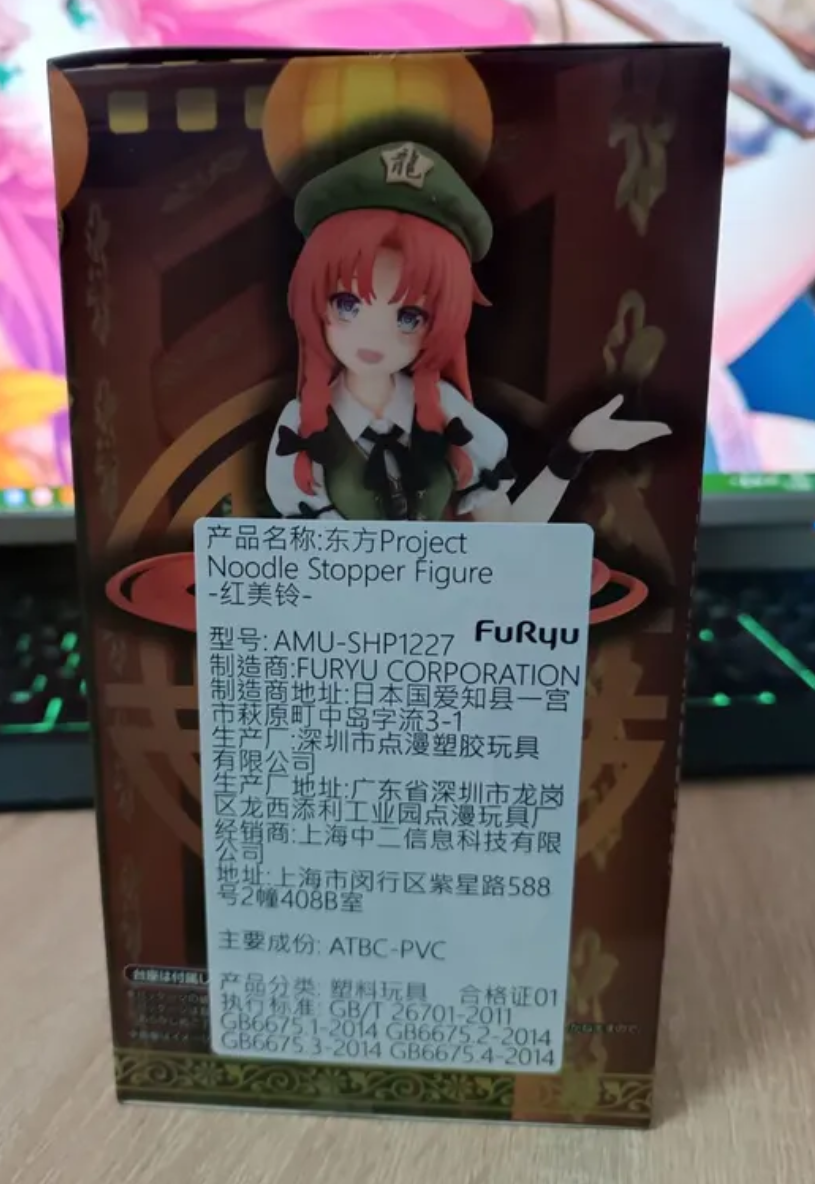 龍
产品名称:东方Project
Noodle Stopper Figure
-红美铃-
FuRyu
型号: AMU-SHP1227
制造商:FURYU CORPORATION
制造商地址:日本国爱知县一宫
市萩原町中岛字流3-1
生产厂:深圳市点漫塑胶玩具
有限公司
生产厂地址:广东省深圳市龙岗
区龙西添利工业园点漫玩具厂
经销商:上海中二信息科技有限
公司
地址:上海市闵行区紫星路588
号2幢408B室
主要成份: ATBC-PVC
产品分类: 塑料玩具 合格证01
执行标准: GB/T 26701-2011
GB6675.1-2014 GB6675.2-2014
GB6675.3-2014 GB6675.4-2014
台座は付属し